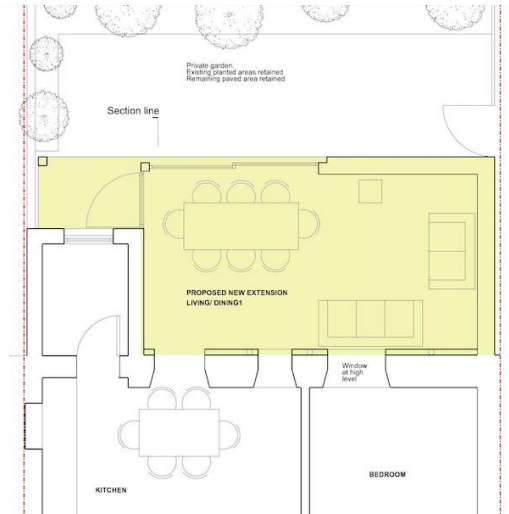 Private garden.
Existing planted areas retained
Remaining paved area retained
Section line
PROPOSED NEW EXTENSION
LIVING/ DINING1
Window
at high
level
KITCHEN
BEDROOM